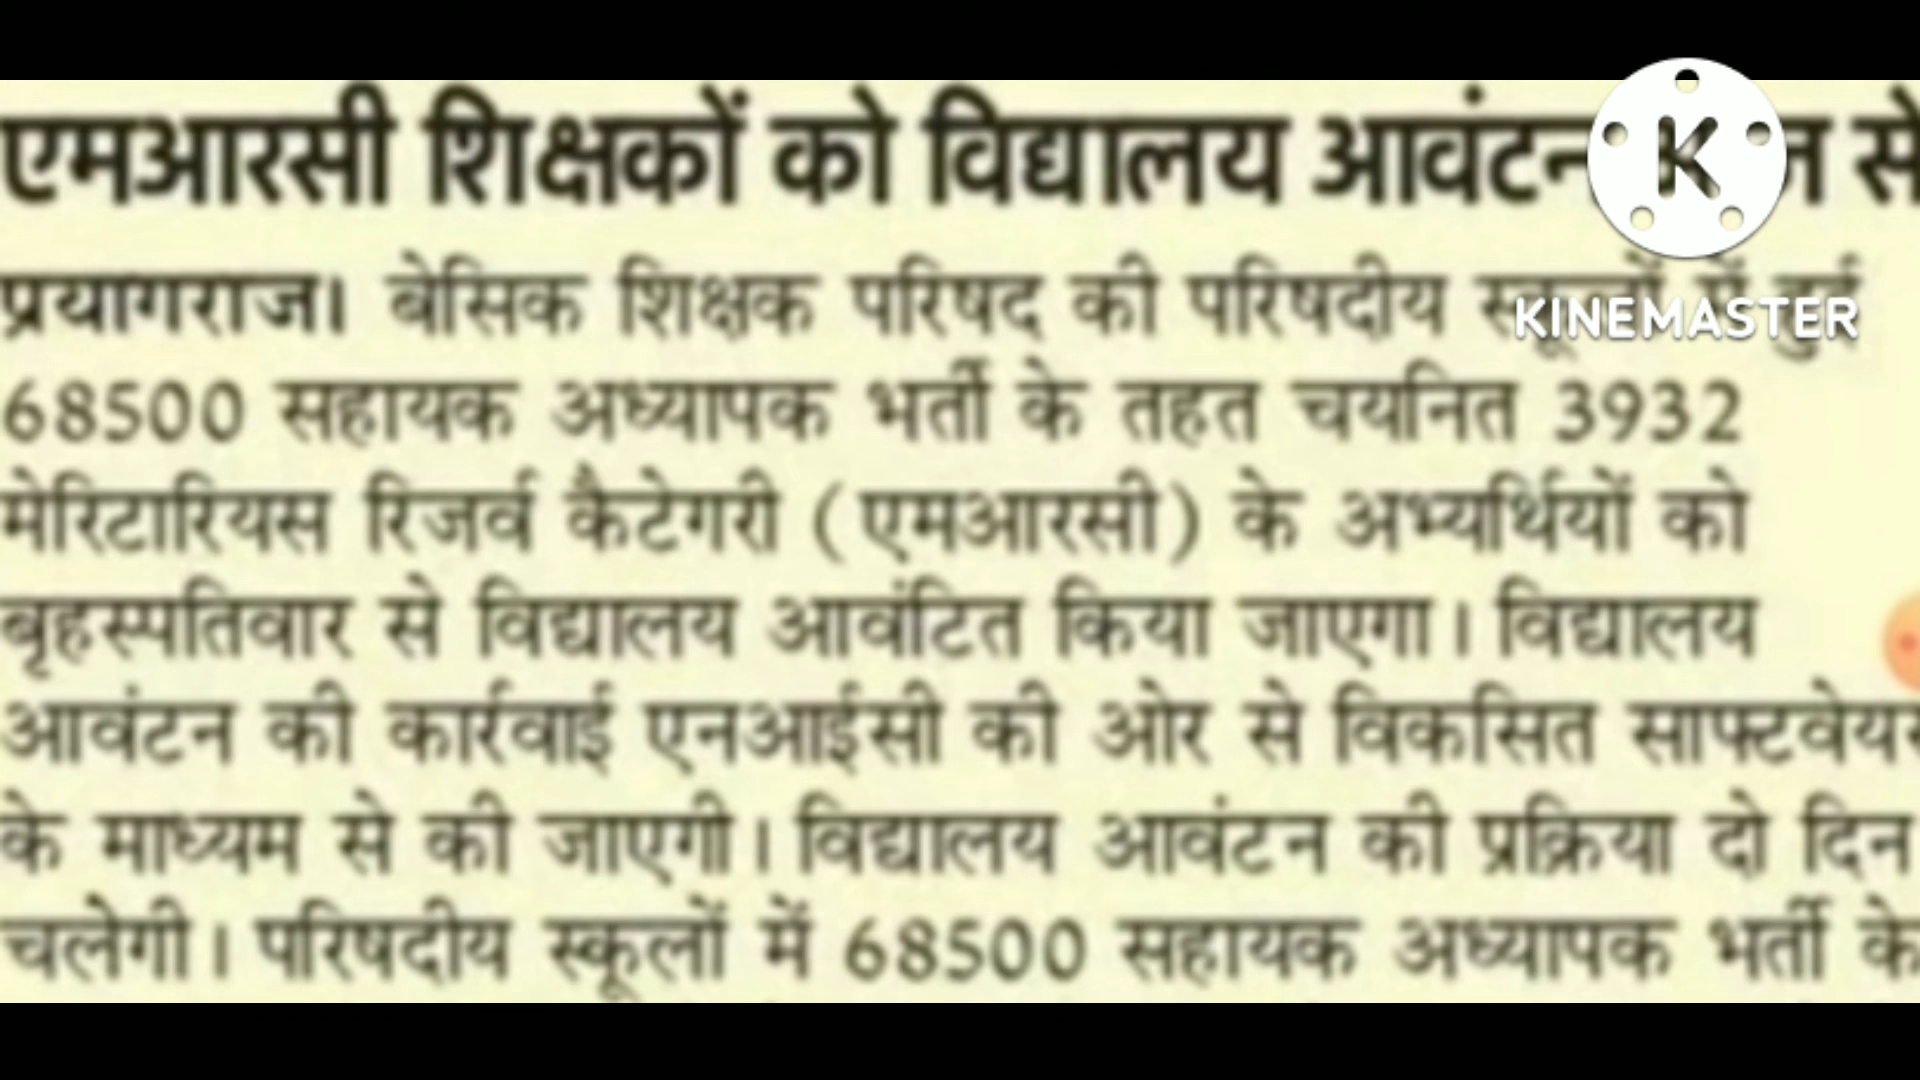 एमआरसी शिक्षकों को विद्यालय आवंटन से
प्रयागराज। बेसिक शिक्षक परिषद की परिषदीय स्कूलों में हुई
KINEMASTER
68500 सहायक अध्यापक भर्ती के तहत चयनित 3932
मेरिटारियस रिजर्व कैटेगरी (एमआरसी) के अभ्यर्थियों को
बृहस्पतिवार से विद्यालय आवंटित किया जाएगा। विद्यालय
आवंटन की कार्रवाई एनआईसी की ओर से विकसित साफ्टवेयर
के माध्यम से की जाएगी। विद्यालय आवंटन की प्रक्रिया दो दिन
चलेगी। परिषदीय स्कूलों में 68500 सहायक अध्यापक भर्ती के